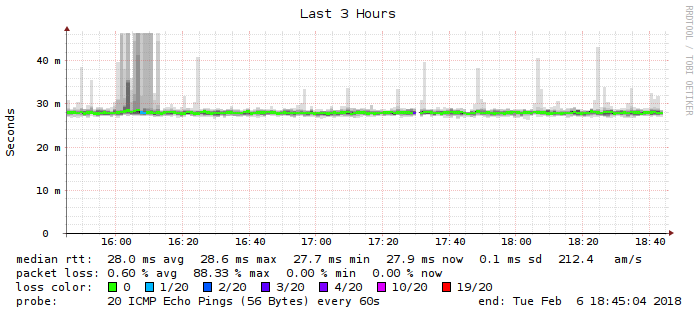 Last 3 Hours
RRDTOOL / TOBI OETIKER
Seconds
40 m
30 m
20 m
10 m
0
16:00 16:20 16:40 17:00 17:20 17:40 18:00 18:20 18:40
median rtt: 28.0 ms avg 28.6 ms max 27.7 ms min 27.9 ms now 0.1 ms sd 212.4 am/s
packet loss: 0.60 % avg 88.33 % max 0.00 % min 0.00 % now
loss color: 0 1/20 2/20 3/20 4/20 10/20 19/20
probe: 20 ICMP Echo Pings (56 Bytes) every 60s end: Tue Feb 6 18:45:04 2018